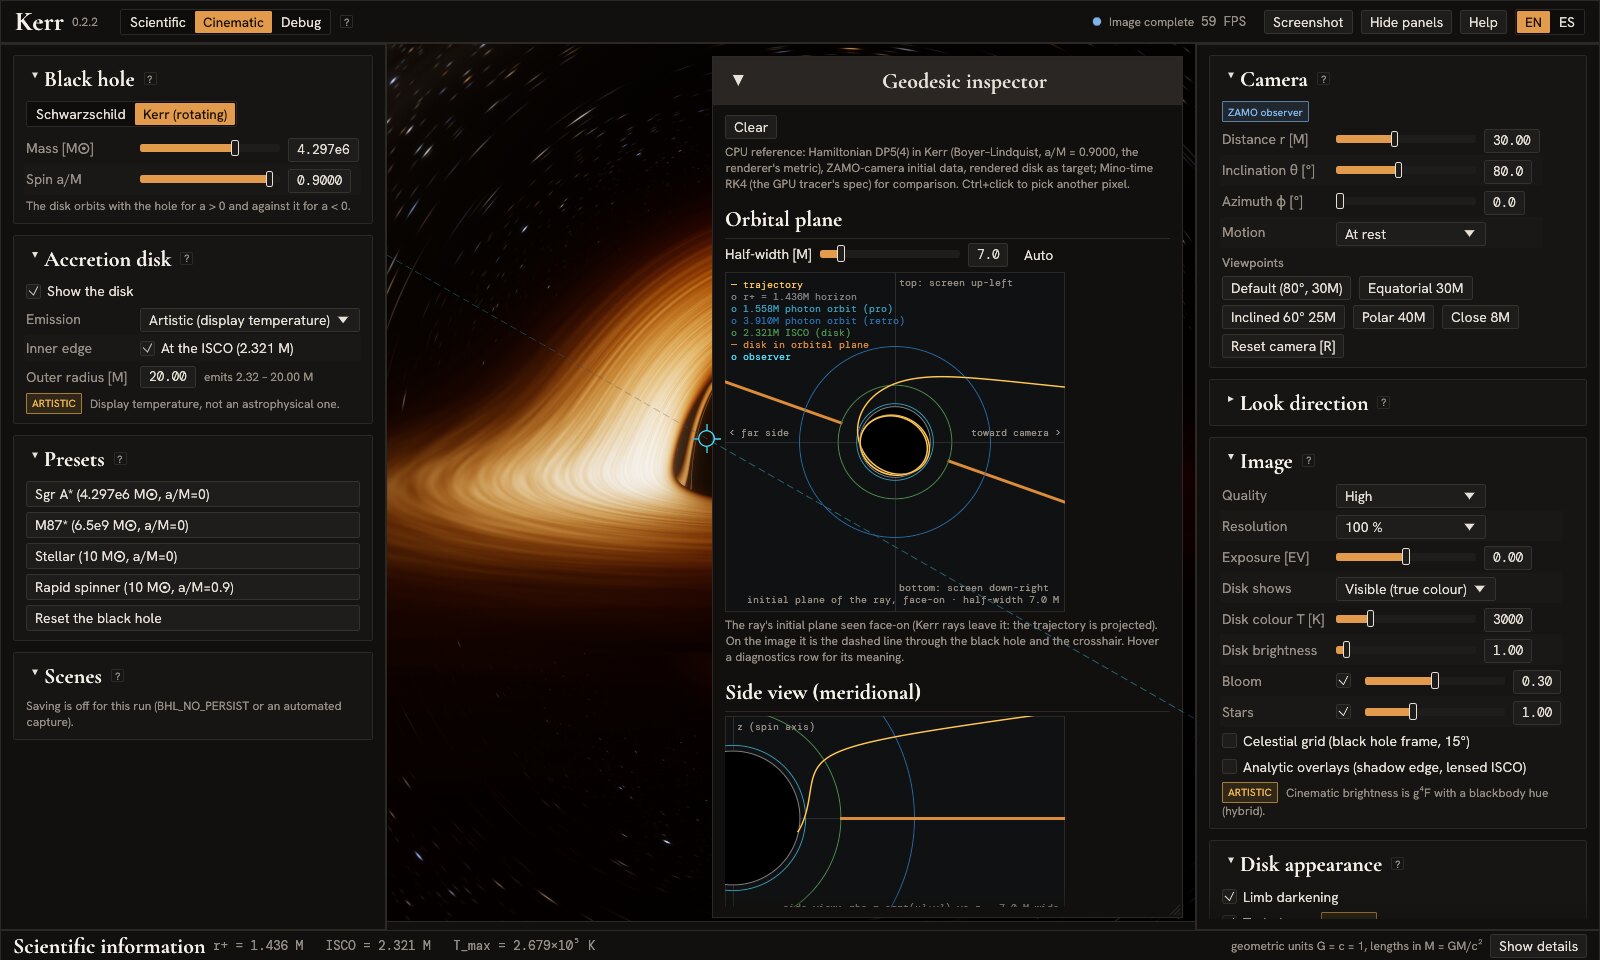 Kerr 0.2.2
Scientific Cinematic Debug ?
Image complete 59 FPS
Screenshot Hide panels Help EN ES
Black hole ?
Schwarzschild Kerr (rotating)
Mass [M☉] 4.297e6
Spin a/M 0.9000
The disk orbits with the hole for a > 0 and against it for a < 0.
Accretion disk ?
Show the disk
Emission Artistic (display temperature)
Inner edge At the ISCO (2.321 M)
Outer radius [M] 20.00 emits 2.32 – 20.00 M
ARTISTIC Display temperature, not an astrophysical one.
Presets ?
Sgr A* (4.297e6 M☉, a/M=0)
M87* (6.5e9 M☉, a/M=0)
Stellar (10 M☉, a/M=0)
Rapid spinner (10 M☉, a/M=0.9)
Reset the black hole
Scenes ?
Saving is off for this run (BHL_NO_PERSIST or an automated
capture).
Geodesic inspector
Clear
CPU reference: Hamiltonian DP5(4) in Kerr (Boyer–Lindquist, a/M = 0.9000, the
renderer's metric), ZAMO-camera initial data, rendered disk as target; Mino-time
RK4 (the GPU tracer's spec) for comparison. Ctrl+click to pick another pixel.
Orbital plane
Half-width [M] 7.0 Auto
— trajectory
o r+ = 1.436M horizon
o 1.558M photon orbit (pro)
o 3.910M photon orbit (retro)
o 2.321M ISCO (disk)
— disk in orbital plane
o observer
top: screen up-left
< far side
toward camera >
bottom: screen down-right
initial plane of the ray, face-on · half-width 7.0 M
The ray's initial plane seen face-on (Kerr rays leave it: the trajectory is projected).
On the image it is the dashed line through the black hole and the crosshair. Hover
a diagnostics row for its meaning.
Side view (meridional)
z (spin axis)
Camera ?
ZAMO observer
Distance r [M] 30.00
Inclination θ [°] 80.0
Azimuth ϕ [°] 0.0
Motion At rest
Viewpoints
Default (80°, 30M) Equatorial 30M
Inclined 60° 25M Polar 40M Close 8M
Reset camera [R]
Look direction ?
Image ?
Quality High
Resolution 100 %
Exposure [EV] 0.00
Disk shows Visible (true colour)
Disk colour T [K] 3000
Disk brightness 1.00
Bloom 0.30
Stars 1.00
Celestial grid (black hole frame, 15°)
Analytic overlays (shadow edge, lensed ISCO)
ARTISTIC Cinematic brightness is g⁴F with a blackbody hue
(hybrid).
Disk appearance ?
Limb darkening
Scientific information r+ = 1.436 M ISCO = 2.321 M T_max = 2.679×10⁵ K
geometric units G = c = 1, lengths in M = GM/c² Show details